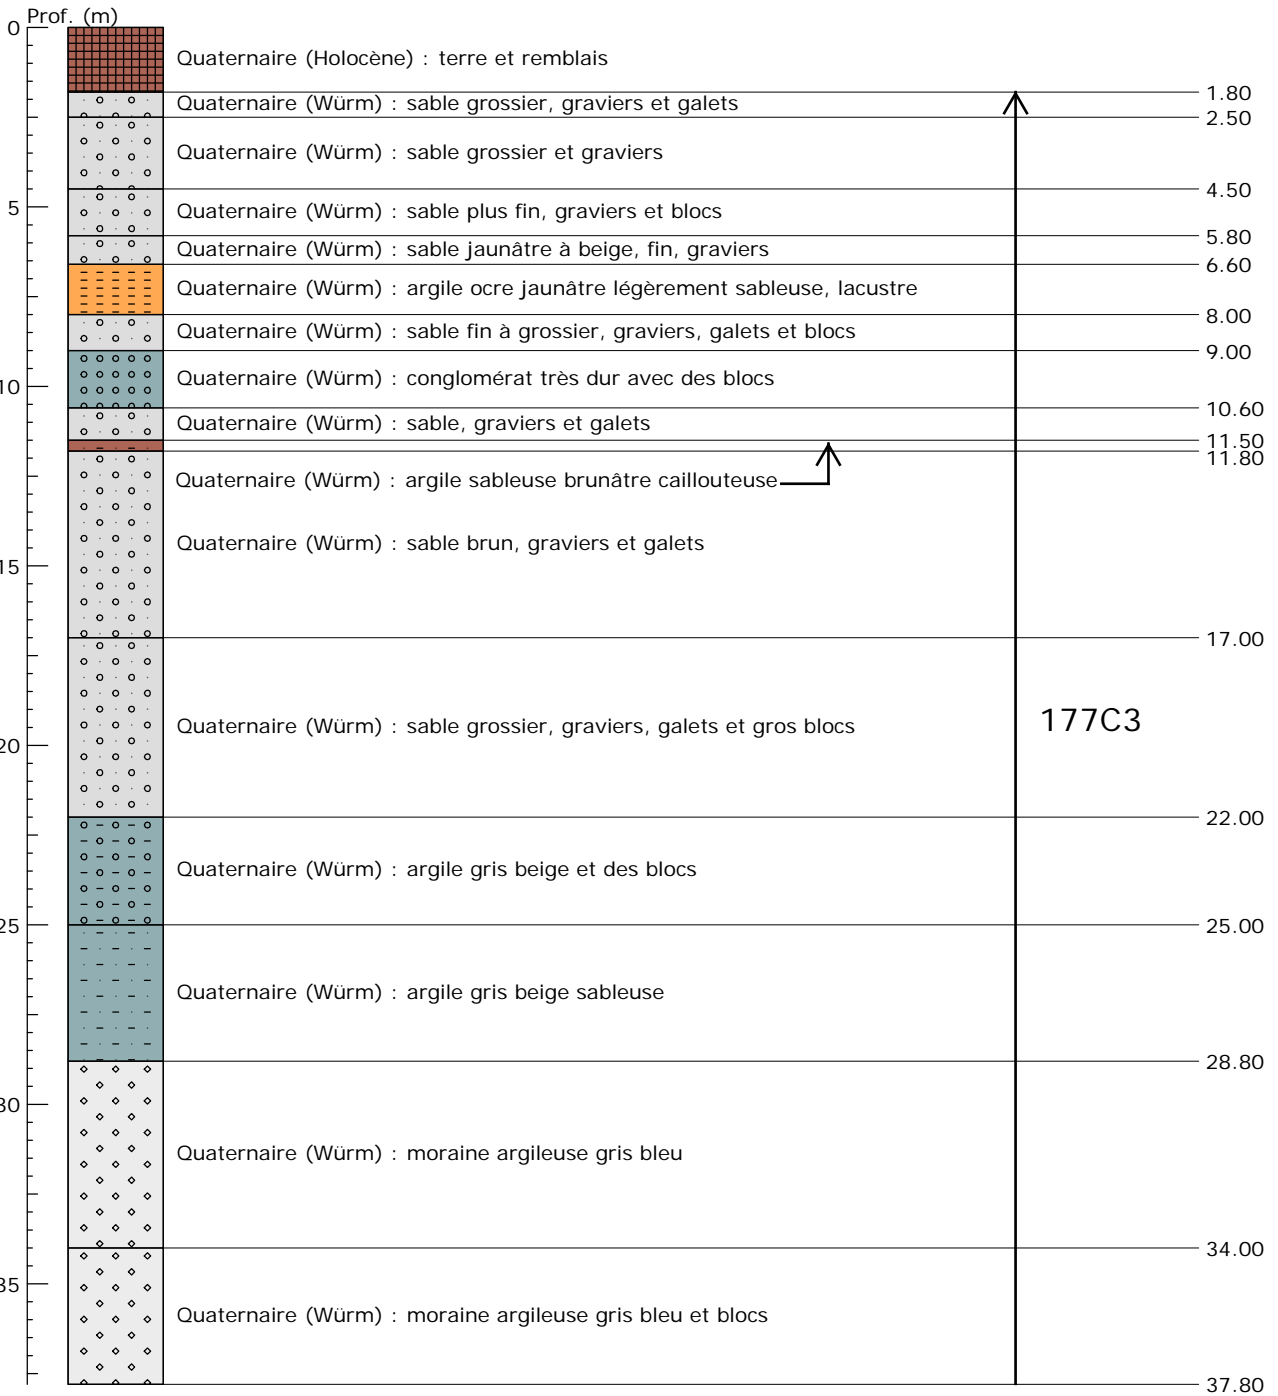 Prof. (m)
0
Quaternaire (Holocène) : terre et remblais
1.80
Quaternaire (Würm) : sable grossier, graviers et galets
2.50
Quaternaire (Würm) : sable grossier et graviers
4.50
5
Quaternaire (Würm) : sable plus fin, graviers et blocs
5.80
Quaternaire (Würm) : sable jaunâtre à beige, fin, graviers
6.60
Quaternaire (Würm) : argile ocre jaunâtre légèrement sableuse, lacustre
8.00
Quaternaire (Würm) : sable fin à grossier, graviers, galets et blocs
9.00
10
Quaternaire (Würm) : conglomérat très dur avec des blocs
10.60
Quaternaire (Würm) : sable, graviers et galets
11.50
11.80
Quaternaire (Würm) : argile sableuse brunâtre caillouteuse
Quaternaire (Würm) : sable brun, graviers et galets
15
17.00
177C3
Quaternaire (Würm) : sable grossier, graviers, galets et gros blocs
20
22.00
Quaternaire (Würm) : argile gris beige et des blocs
25
25.00
Quaternaire (Würm) : argile gris beige sableuse
28.80
30
Quaternaire (Würm) : moraine argileuse gris bleu
34.00
35
Quaternaire (Würm) : moraine argileuse gris bleu et blocs
37.80